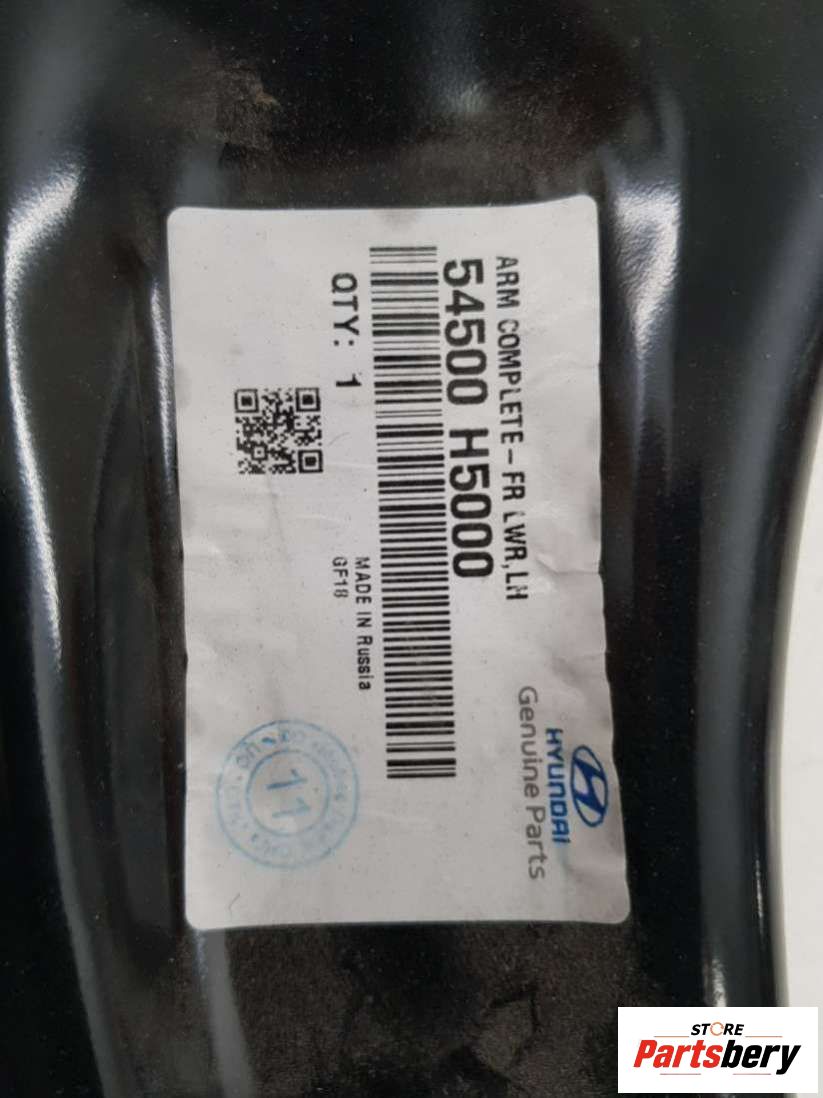 ARM COMPLETE-FR LWR,LH
54500 H5000
QTY: 1
MADE IN Russia
GF18
HYUNDAI
Genuine Parts
11
STORE
Partsbery